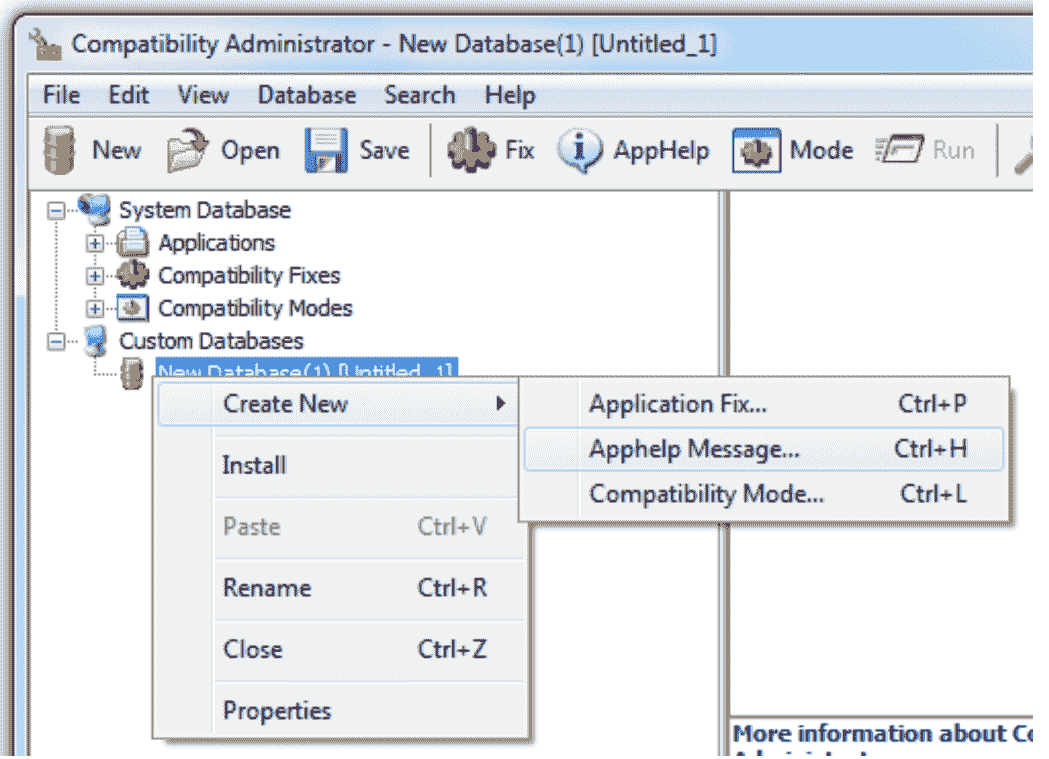 Compatibility Administrator - New Database(1) [Untitled_1]
File Edit View Database Search Help
New Open Save Fix AppHelp Mode Run
System Database
Applications
Compatibility Fixes
Compatibility Modes
Custom Databases
New Database(1) [Untitled_1]
Create New
Application Fix... Ctrl+P
Apphelp Message... Ctrl+H
Compatibility Mode... Ctrl+L
Install
Paste Ctrl+V
Rename Ctrl+R
Close Ctrl+Z
Properties
More information about